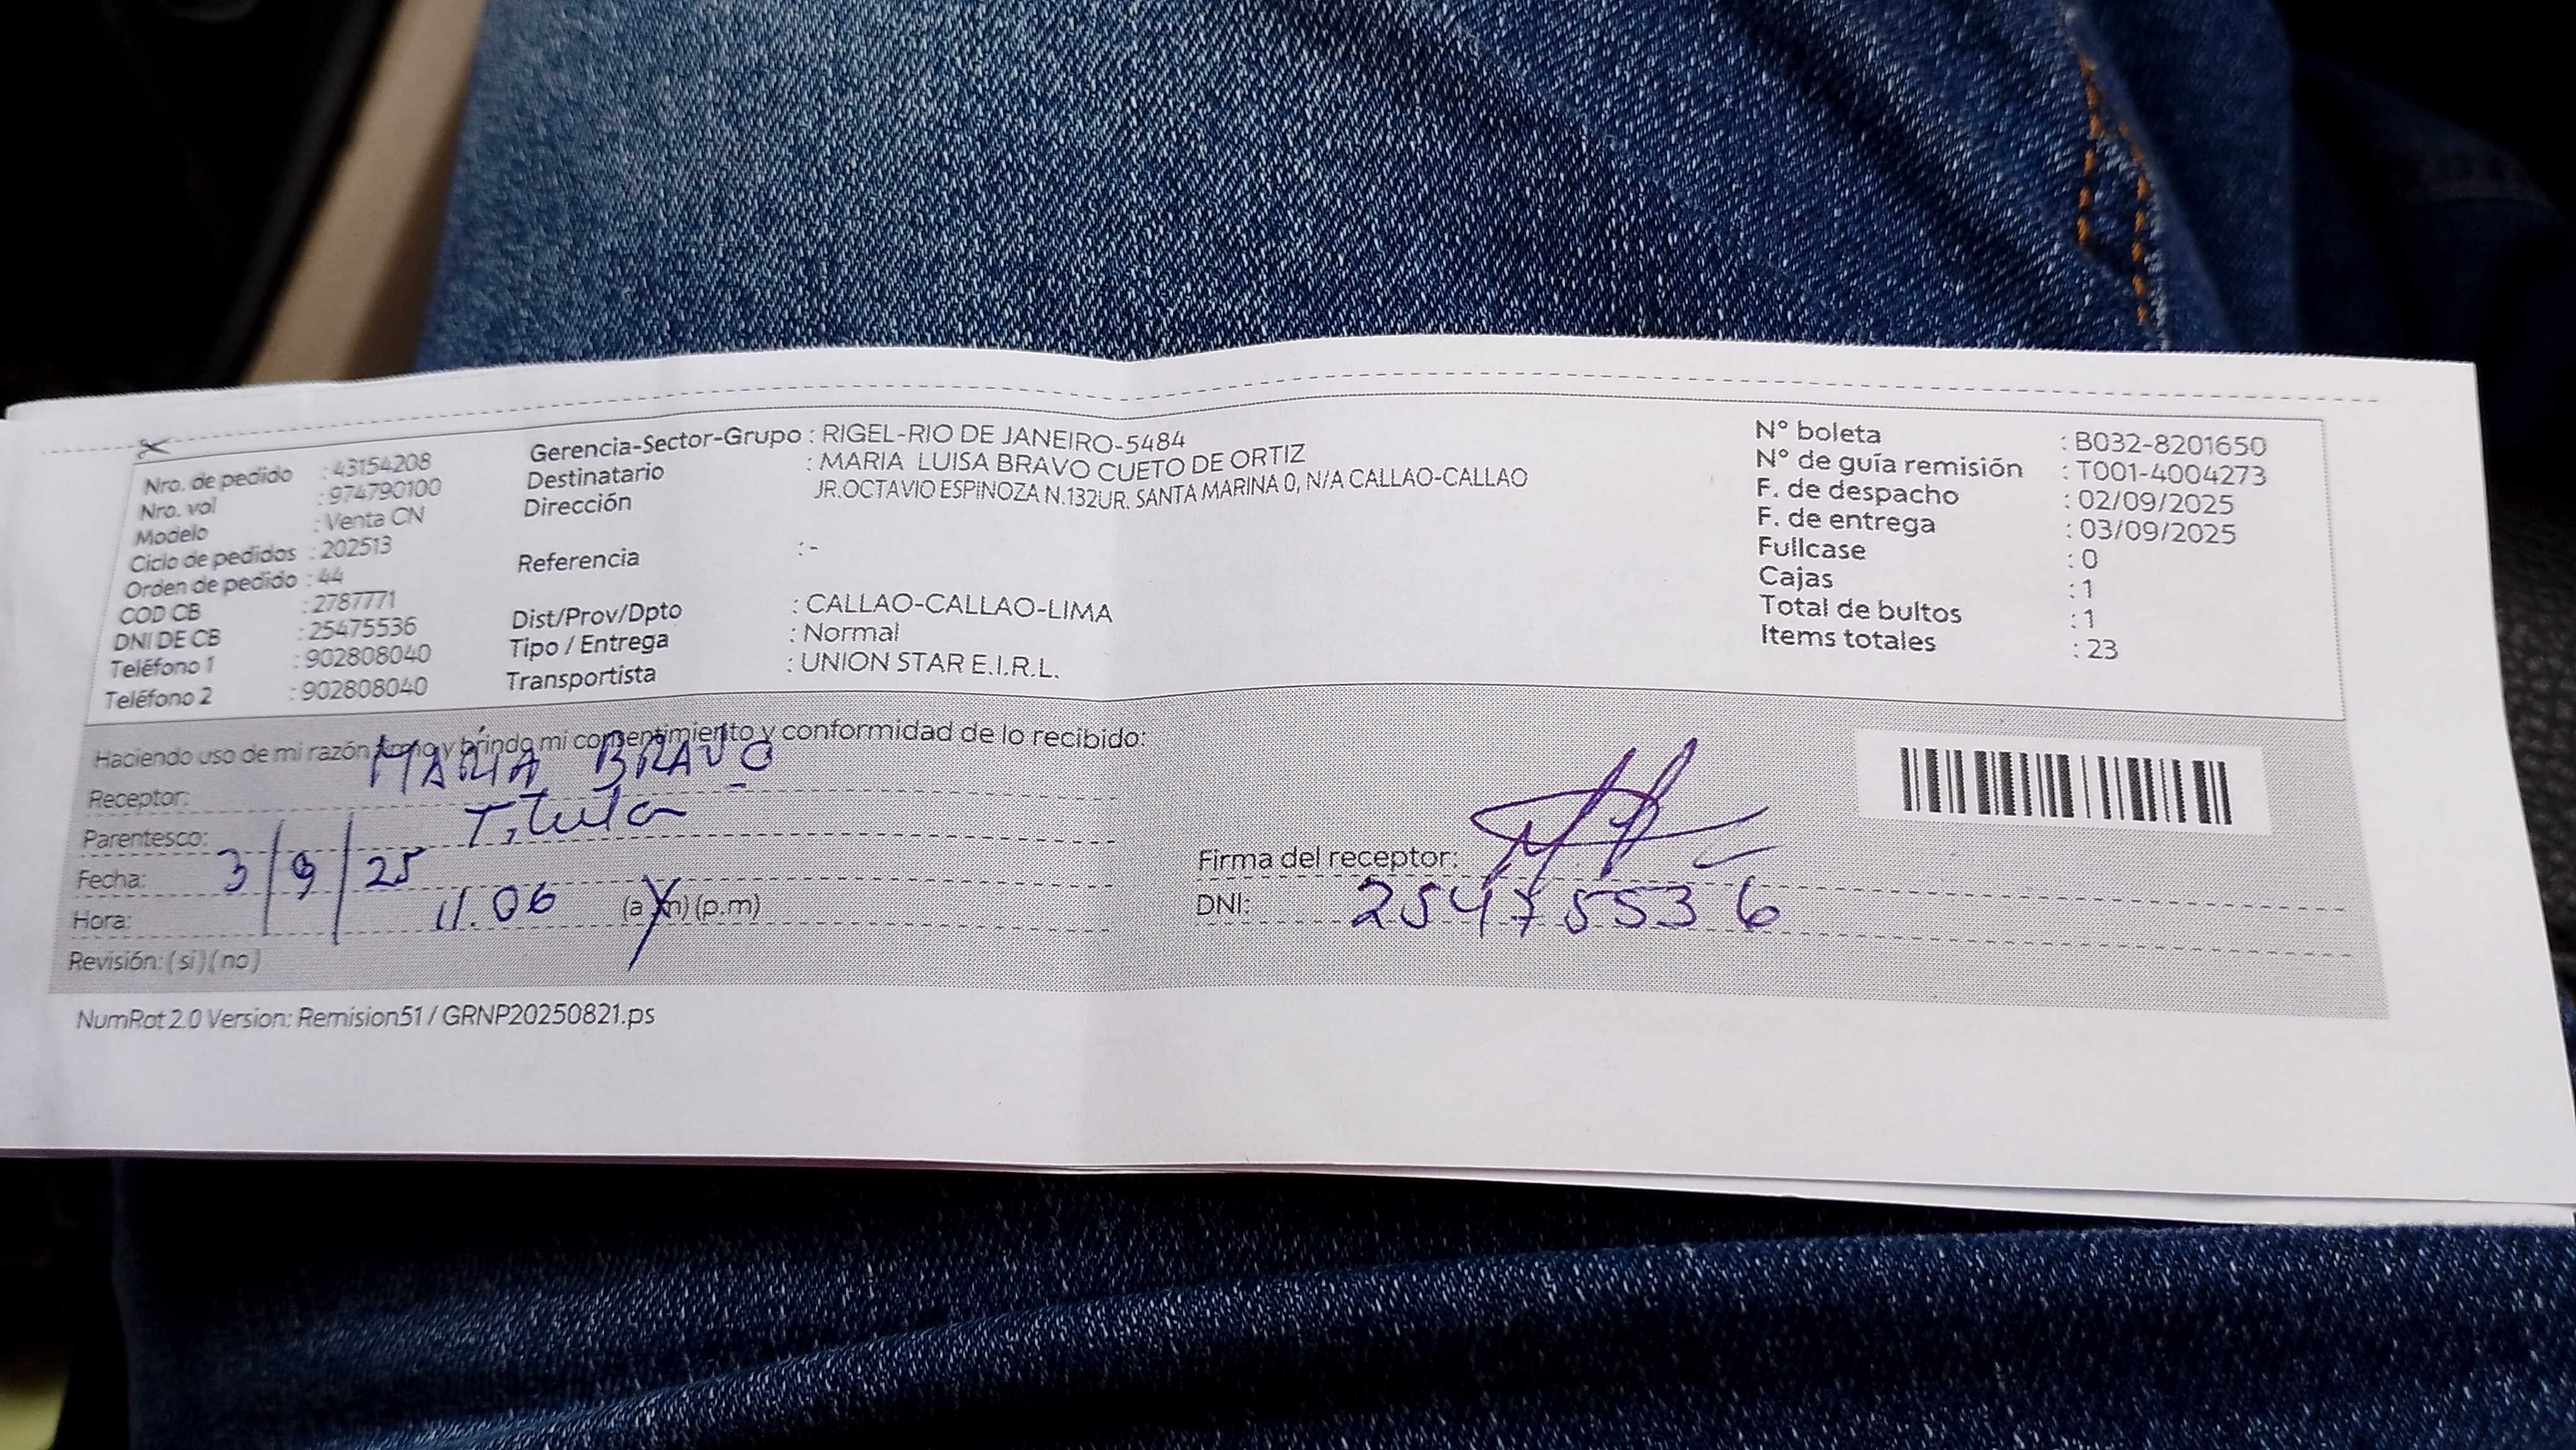 Nro. de pedido : 43154208
Nro. vol : 974790100
Modelo : Venta CN
Ciclo de pedidos : 202513
Orden de pedido : 44
COD CB : 2787771
DNI DE CB : 25475536
Teléfono 1 : 902808040
Teléfono 2 : 902808040
Gerencia-Sector-Grupo : RIGEL-RIO DE JANEIRO-5484
Destinatario : MARIA LUISA BRAVO CUETO DE ORTIZ
Dirección JR.OCTAVIO ESPINOZA N.132UR. SANTA MARINA 0, N/A CALLAO-CALLAO
Referencia : -
Dist/Prov/Dpto : CALLAO-CALLAO-LIMA
Tipo / Entrega : Normal
Transportista : UNION STAR E.I.R.L.
N° boleta : B032-8201650
N° de guía remisión : T001-4004273
F. de despacho : 02/09/2025
F. de entrega : 03/09/2025
Fullcase : 0
Cajas : 1
Total de bultos : 1
Items totales : 23
Haciendo uso de mi razón firmo y brindo mi consentimiento y conformidad de lo recibido:
Receptor: MARIA BRAVO
Parentesco: Titular
Fecha: 3/9/25
Hora: 11.06 (a.m) (p.m)
Revisión: (si) (no)
Firma del receptor:
DNI: 25475536
NumRot 2.0 Version: Remision51 / GRNP20250821.ps